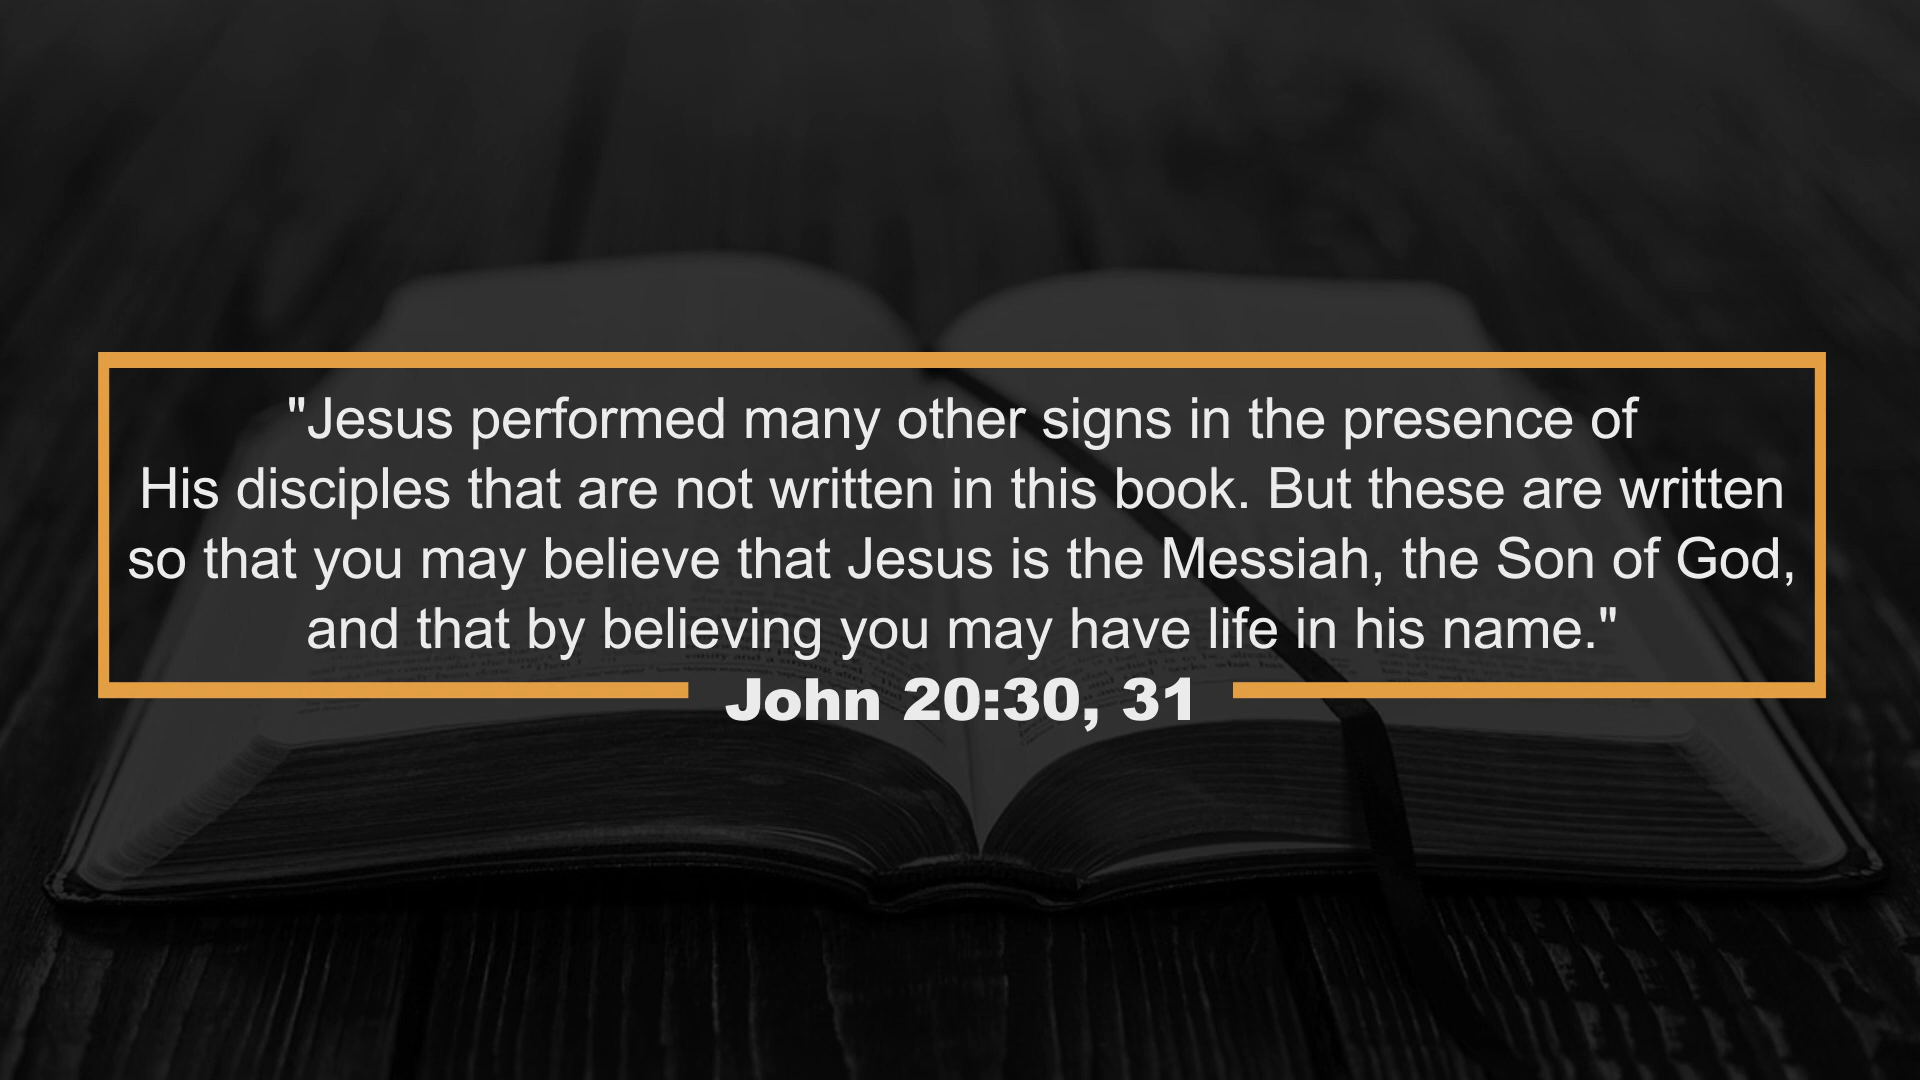 "Jesus performed many other signs in the presence of
His disciples that are not written in this book. But these are written
so that you may believe that Jesus is the Messiah, the Son of God,
and that by believing you may have life in his name."
John 20:30, 31